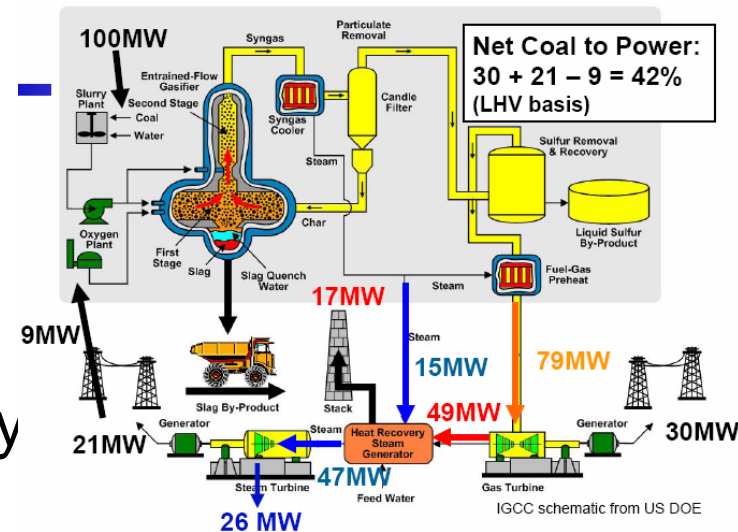 100MW
Entrained-Flow
Gasifier
Second Stage
Syngas
Particulate
Removal
Net Coal to Power:
30 + 21 – 9 = 42%
(LHV basis)
Slurry
Plant
Coal
Water
Syngas
Cooler
Candle
Filter
Sulfur Removal
& Recovery
Steam
Oxygen
Plant
Char
Liquid Sulfur
By-Product
First
Stage
Slag
Slag Quench
Water
Steam
Fuel-Gas
Preheat
17MW
9MW
Steam
15MW
79MW
Slag By-Product
Stack
49MW
y
Generator
21MW
Steam
Heat Recovery
Steam
Generator
Generator
30MW
47MW
Steam Turbine
Feed Water
Gas Turbine
26 MW
IGCC schematic from US DOE